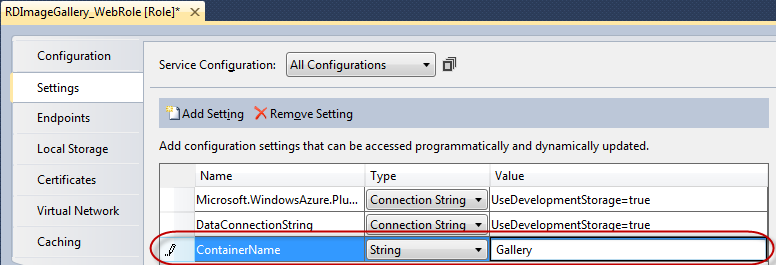 RDImageGallery_WebRole [Role]*
Configuration
Settings
Endpoints
Local Storage
Certificates
Virtual Network
Caching
Service Configuration: All Configurations
Add Setting Remove Setting
Add configuration settings that can be accessed programmatically and dynamically updated.
Name Type Value
Microsoft.WindowsAzure.Plu... Connection String UseDevelopmentStorage=true
DataConnectionString Connection String UseDevelopmentStorage=true
ContainerName String Gallery